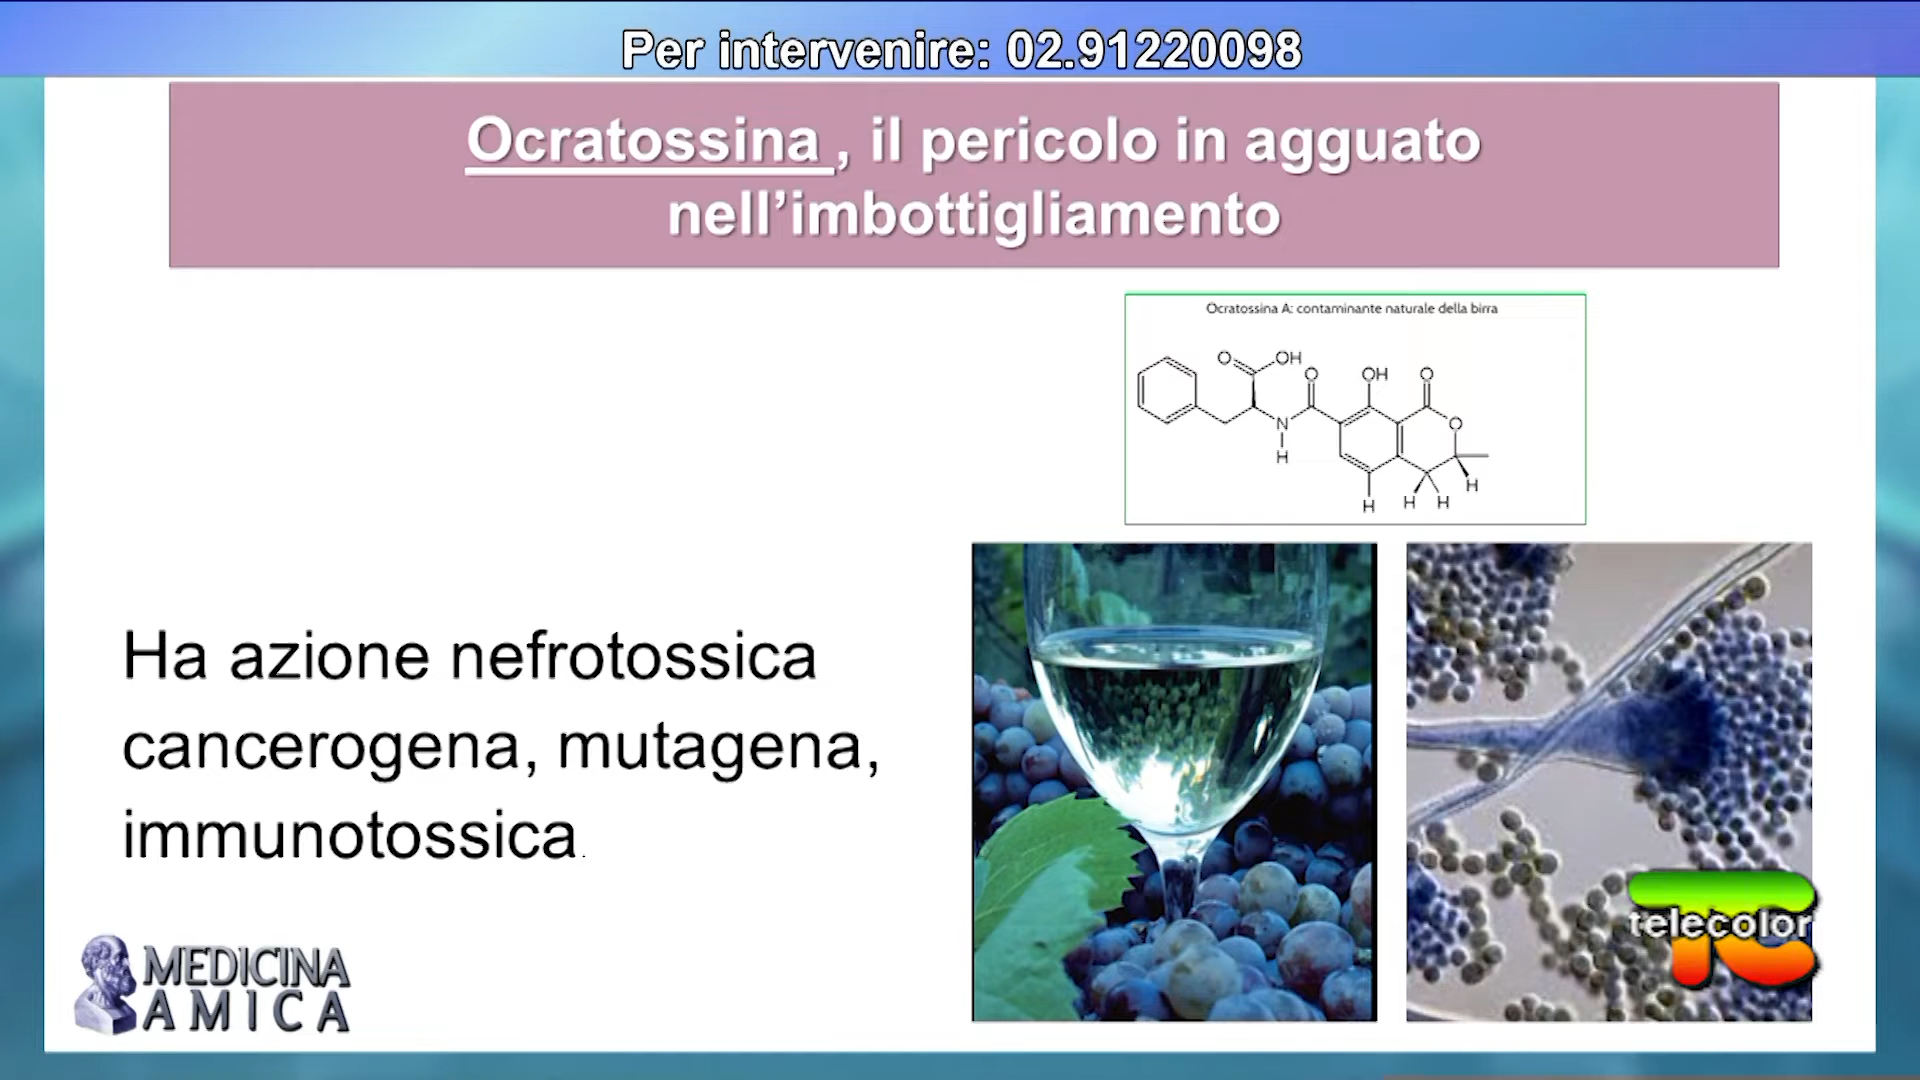 Per intervenire: 02.91220098
Ocratossina , il pericolo in agguato
nell’imbottigliamento
Ocratossina A: contaminante naturale della birra
O OH O OH O
N O
H H
H H H
Ha azione nefrotossica
cancerogena, mutagena,
immunotossica.
MEDICINA
AMICA
telecolor
TC